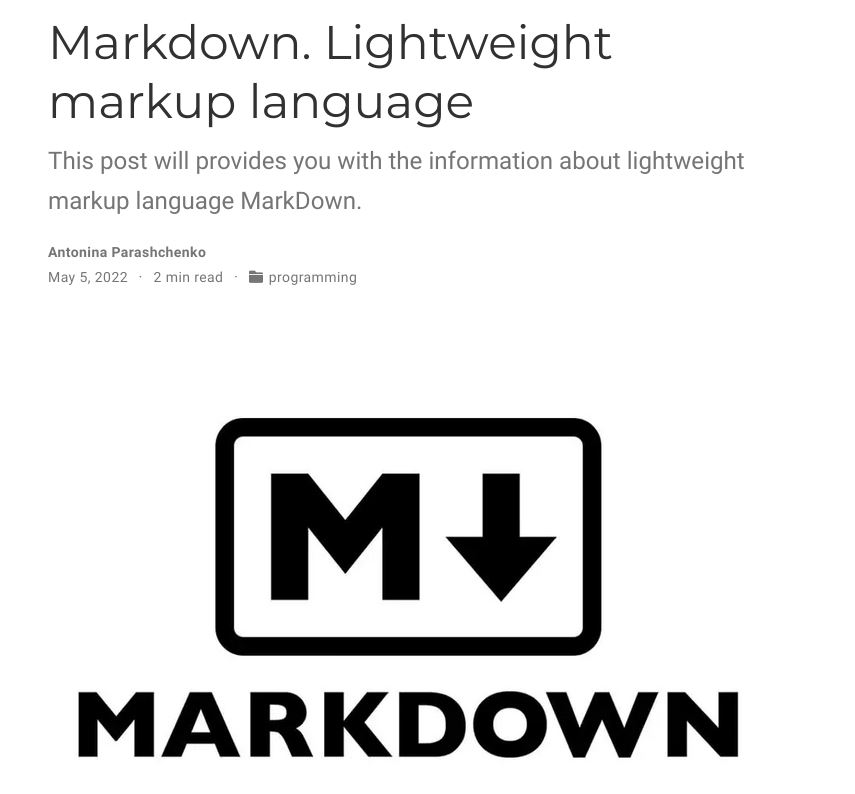 Markdown. Lightweight
markup language
This post will provides you with the information about lightweight
markup language MarkDown.
Antonina Parashchenko
May 5, 2022 · 2 min read · programming
M
MARKDOWN